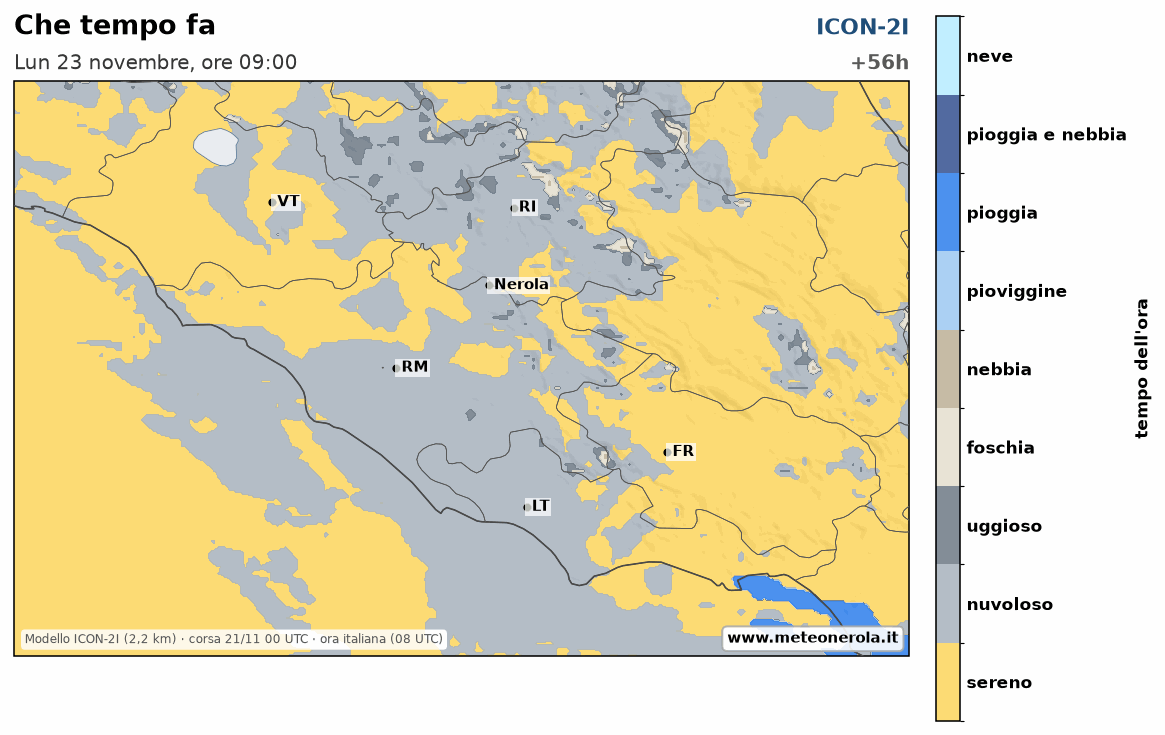 Che tempo fa
ICON-2I
Lun 23 novembre, ore 09:00
+56h
neve
pioggia e nebbia
pioggia
pioviggine
nebbia
foschia
uggioso
nuvoloso
sereno
tempo dell'ora
VT
RI
Nerola
RM
FR
LT
Modello ICON-2I (2,2 km) · corsa 21/11 00 UTC · ora italiana (08 UTC)
www.meteonerola.it